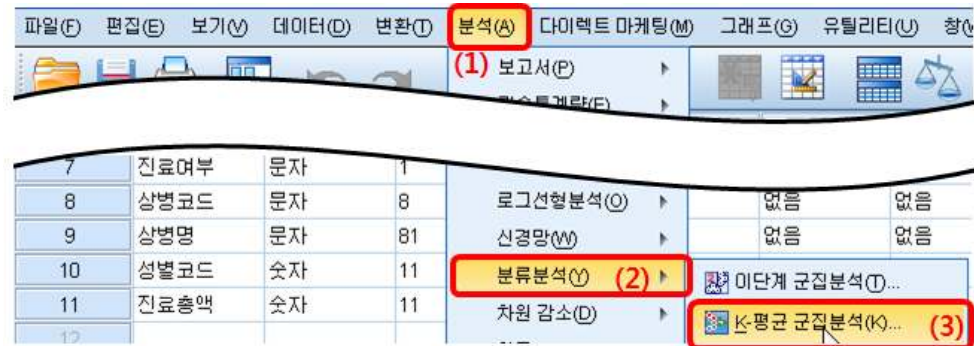 파일(F) 편집(E) 보기(V) 데이터(D) 변환(T) 분석(A) 다이렉트 마케팅(M) 그래프(G) 유틸리티(U)
(1) 보고서(P)
7 진료여부 문자 1
8 상병코드 문자 8 로그선형분석(O) 없음 없음
9 상병명 문자 81 신경망(W) 없음 없음
10 성별코드 숫자 11 분류분석(Y) (2) 이단계 군집분석(T)...
11 진료총액 숫자 11 차원 감소(D) K-평균 군집분석(K)... (3)
12